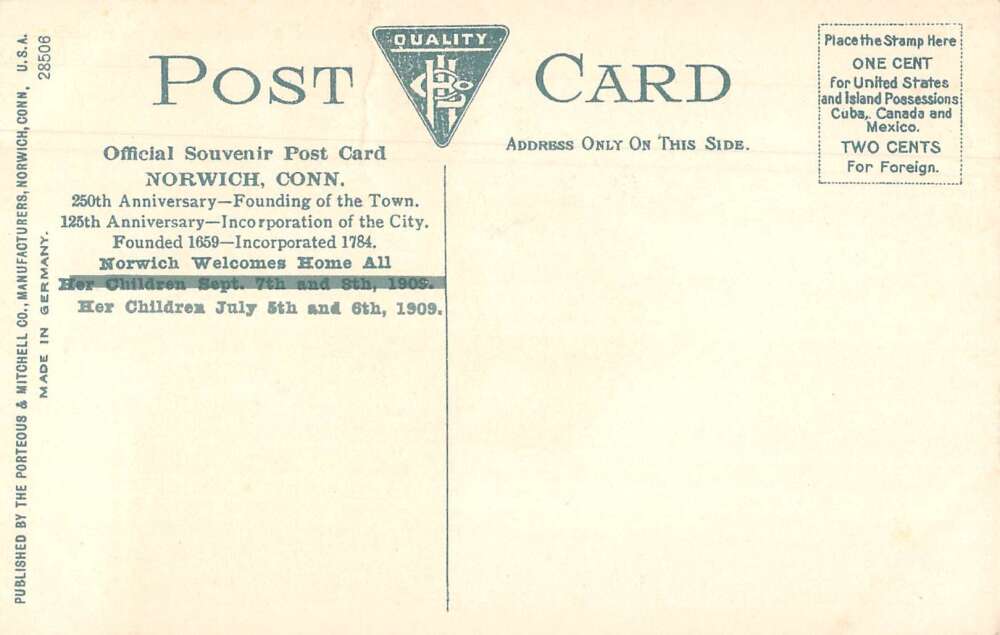 POST CARD
QUALITY
ADDRESS ONLY ON THIS SIDE.
Place the Stamp Here
ONE CENT
for United States
and Island Possessions
Cuba, Canada and
Mexico.
TWO CENTS
For Foreign.
Official Souvenir Post Card
NORWICH, CONN.
250th Anniversary—Founding of the Town.
125th Anniversary—Incorporation of the City.
Founded 1659—Incorporated 1784.
Norwich Welcomes Home All
Her Children Sept. 7th and 8th, 1909.
Her Children July 5th and 6th, 1909.
PUBLISHED BY THE PORTEOUS & MITCHELL CO., MANUFACTURERS, NORWICH, CONN, U.S.A.
MADE IN GERMANY.
28506